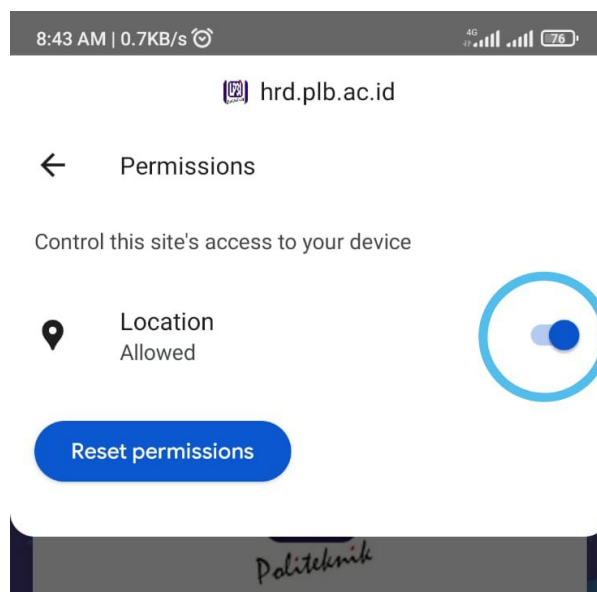 8:43 AM | 0.7KB/s
4G 76
hrd.plb.ac.id
Permissions
Control this site's access to your device
Location
Allowed
Reset permissions
Politeknik